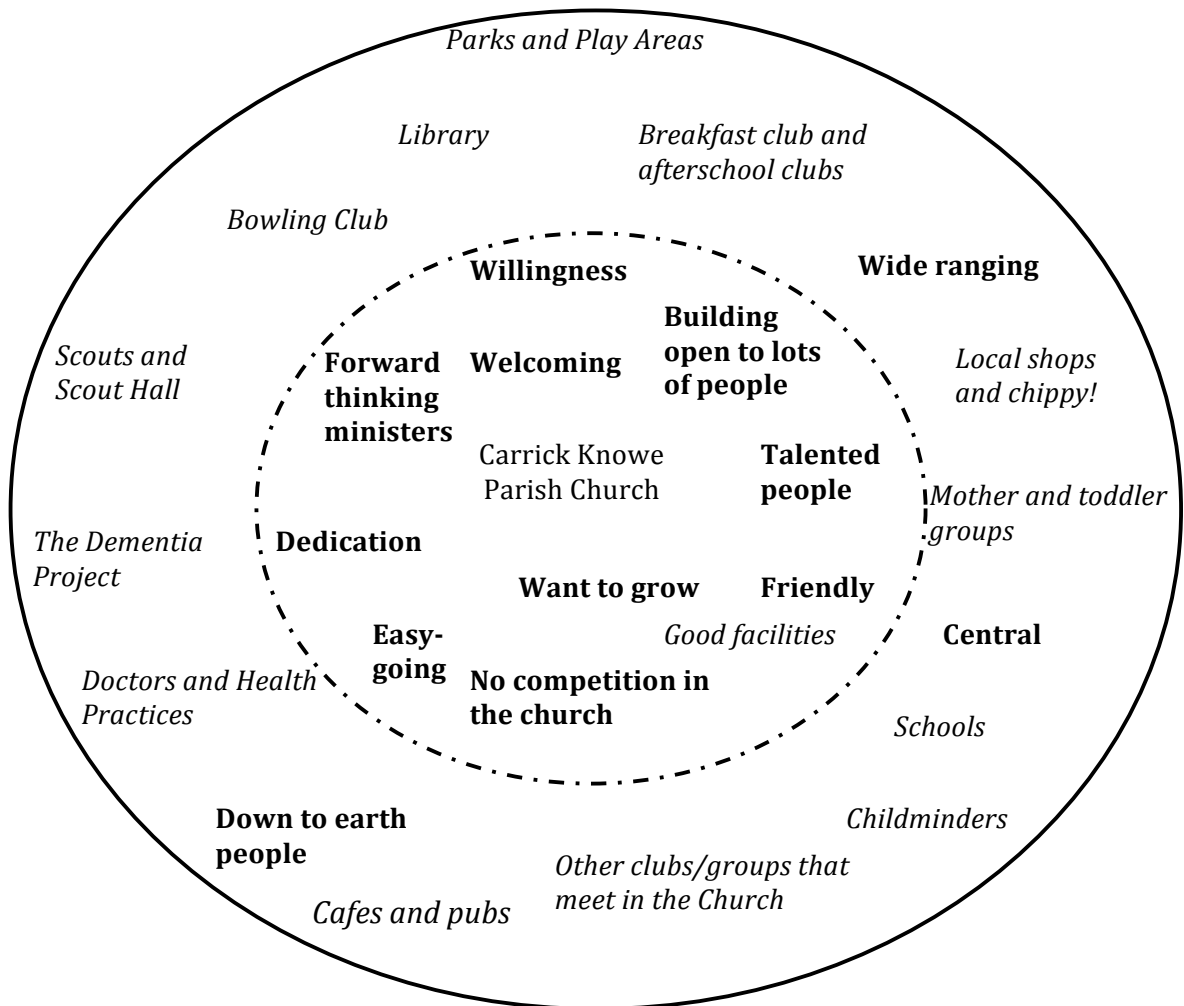 Parks and Play Areas
Library
Breakfast club and
afterschool clubs
Bowling Club
Willingness
Wide ranging
Building
open to lots
of people
Scouts and
Scout Hall
Forward
thinking
ministers
Welcoming
Local shops
and chippy!
Carrick Knowe
Parish Church
Talented
people
Mother and toddler
groups
The Dementia
Project
Dedication
Want to grow
Friendly
Easy-
going
Good facilities
Central
Doctors and Health
Practices
No competition in
the church
Schools
Down to earth
people
Childminders
Other clubs/groups that
meet in the Church
Cafes and pubs